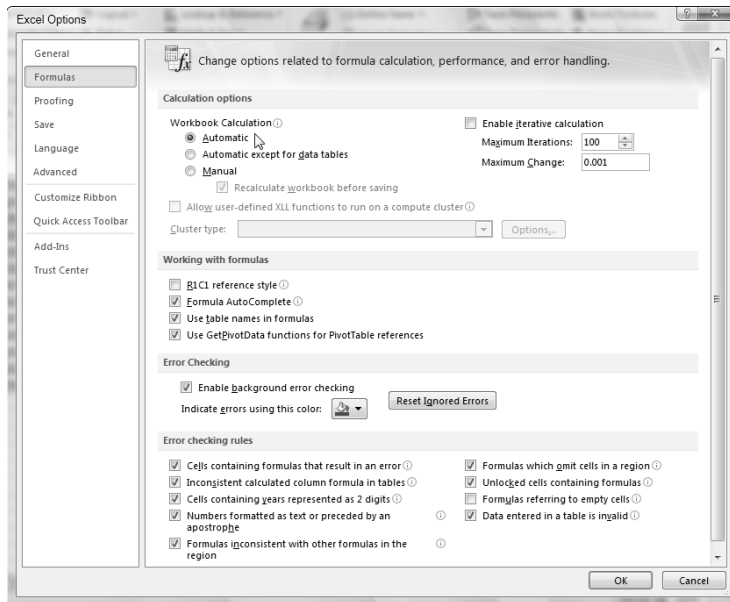 Excel Options
General
Formulas
Proofing
Save
Language
Advanced
Customize Ribbon
Quick Access Toolbar
Add-Ins
Trust Center
Change options related to formula calculation, performance, and error handling.
Calculation options
Workbook Calculation
Automatic
Automatic except for data tables
Manual
Recalculate workbook before saving
Enable iterative calculation
Maximum Iterations: 100
Maximum Change: 0.001
Allow user-defined XLL functions to run on a compute cluster
Cluster type: Options...
Working with formulas
R1C1 reference style
Formula AutoComplete
Use table names in formulas
Use GetPivotData functions for PivotTable references
Error Checking
Enable background error checking
Indicate errors using this color: Reset Ignored Errors
Error checking rules
Cells containing formulas that result in an error
Inconsistent calculated column formula in tables
Cells containing years represented as 2 digits
Numbers formatted as text or preceded by an
apostrophe
Formulas inconsistent with other formulas in the
region
Formulas which omit cells in a region
Unlocked cells containing formulas
Formulas referring to empty cells
Data entered in a table is invalid
OK Cancel